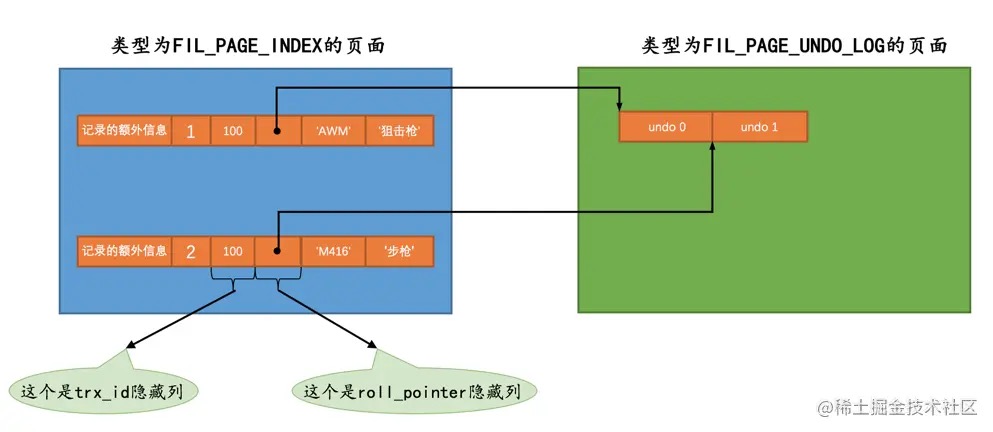 类型为FIL_PAGE_INDEX的页面
类型为FIL_PAGE_UNDO_LOG的页面
记录的额外信息 1 100 'AWM' '狙击枪'
undo 0 undo 1
记录的额外信息 2 100 'M416' '步枪'
这个是trx_id隐藏列
这个是roll_pointer隐藏列
@稀土掘金技术社区